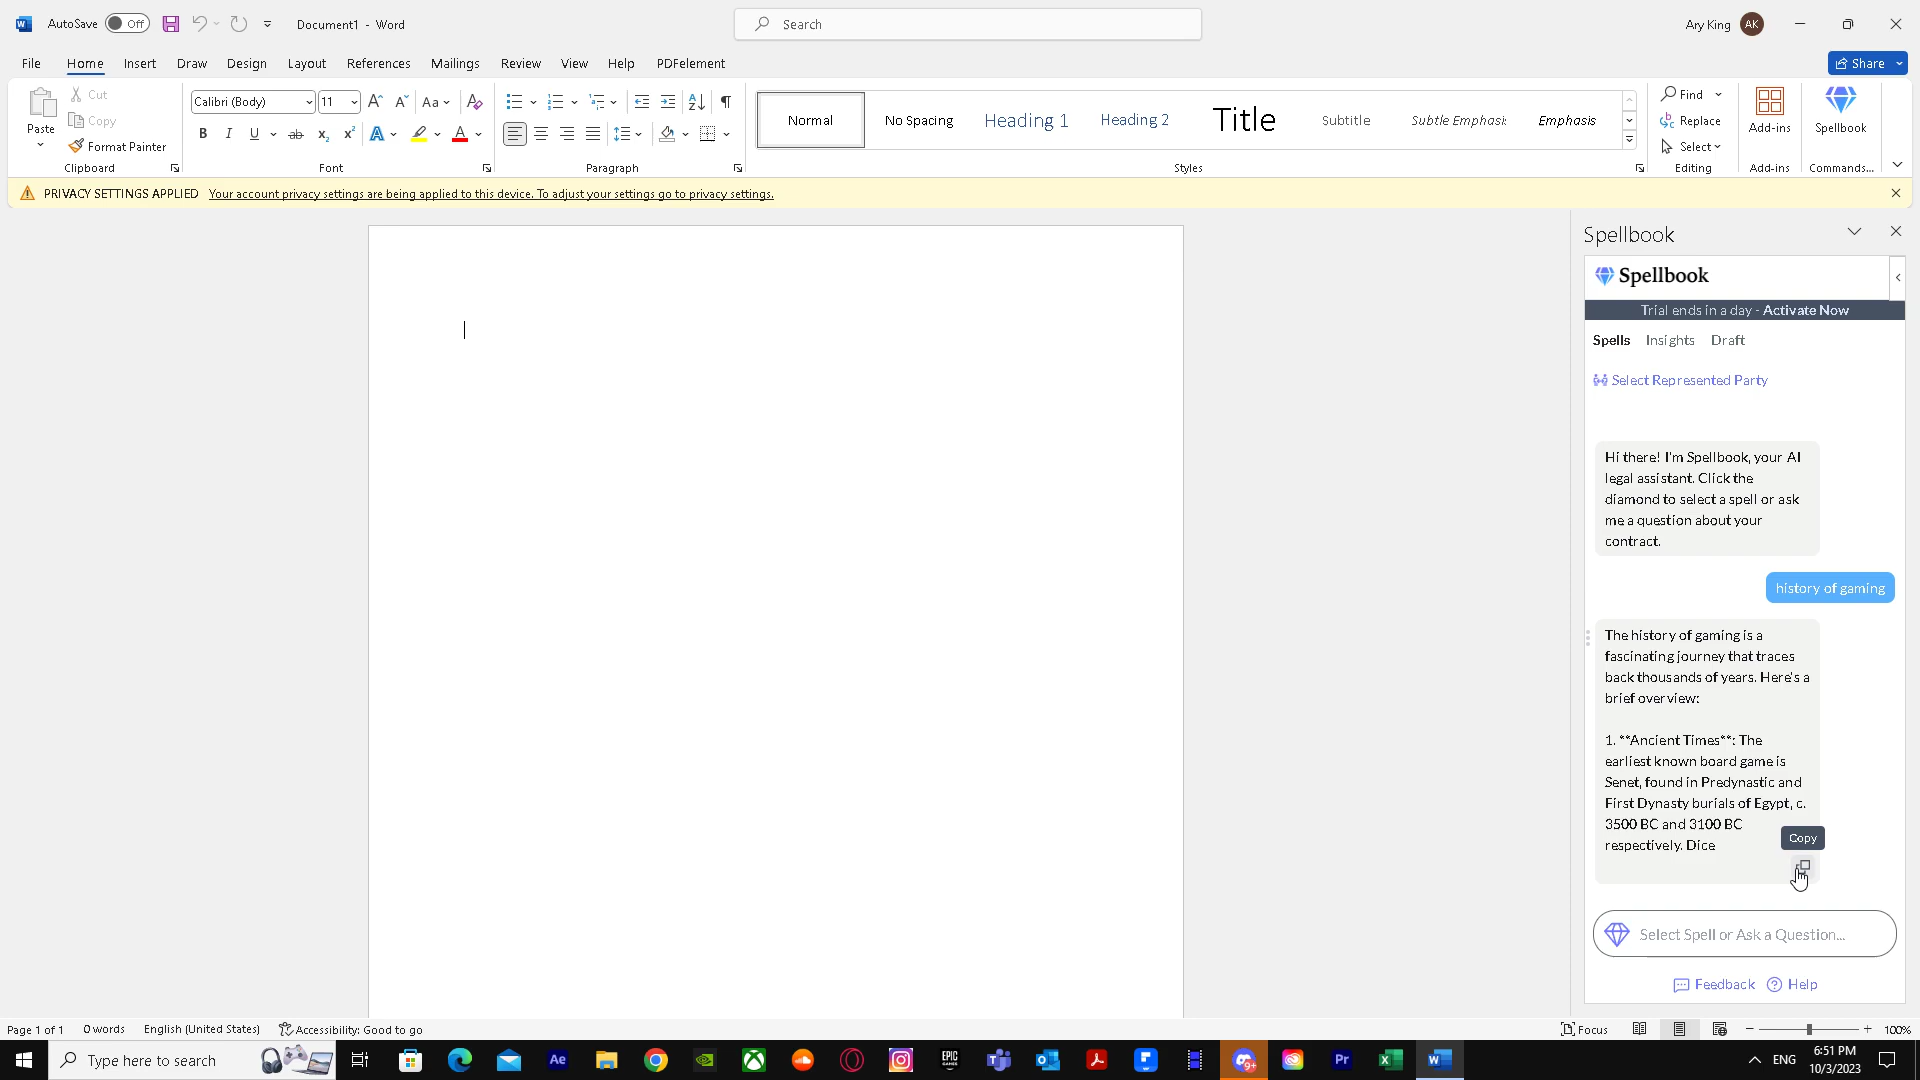 AutoSave Off Document1 - Word Search Ary King AK
File Home Insert Draw Design Layout References Mailings Review View Help PDFelement Share
Paste Cut Copy Format Painter Clipboard
Calibri (Body) 11 Aa
B I U ab x₂ x² A A
Font
Paragraph
Normal No Spacing Heading 1 Heading 2 Title Subtitle Subtle Emphasis Emphasis
Styles
Find
Replace
Select
Editing
Add-ins
Add-ins
Spellbook
Commands...
PRIVACY SETTINGS APPLIED Your account privacy settings are being applied to this device. To adjust your settings go to privacy settings.
Spellbook
Spellbook
Trial ends in a day - Activate Now
Spells Insights Draft
Select Represented Party
Hi there! I'm Spellbook, your AI
legal assistant. Click the
diamond to select a spell or ask
me a question about your
contract.
history of gaming
The history of gaming is a
fascinating journey that traces
back thousands of years. Here's a
brief overview:
1. **Ancient Times**: The
earliest known board game is
Senet, found in Predynastic and
First Dynasty burials of Egypt, c.
3500 BC and 3100 BC
respectively. Dice
Copy
Select Spell or Ask a Question...
Feedback Help
Page 1 of 1 0 words English (United States) Accessibility: Good to go Focus 100%
Type here to search Ae EPIC GAMES 9+ Pr ENG 6:51 PM
10/3/2023